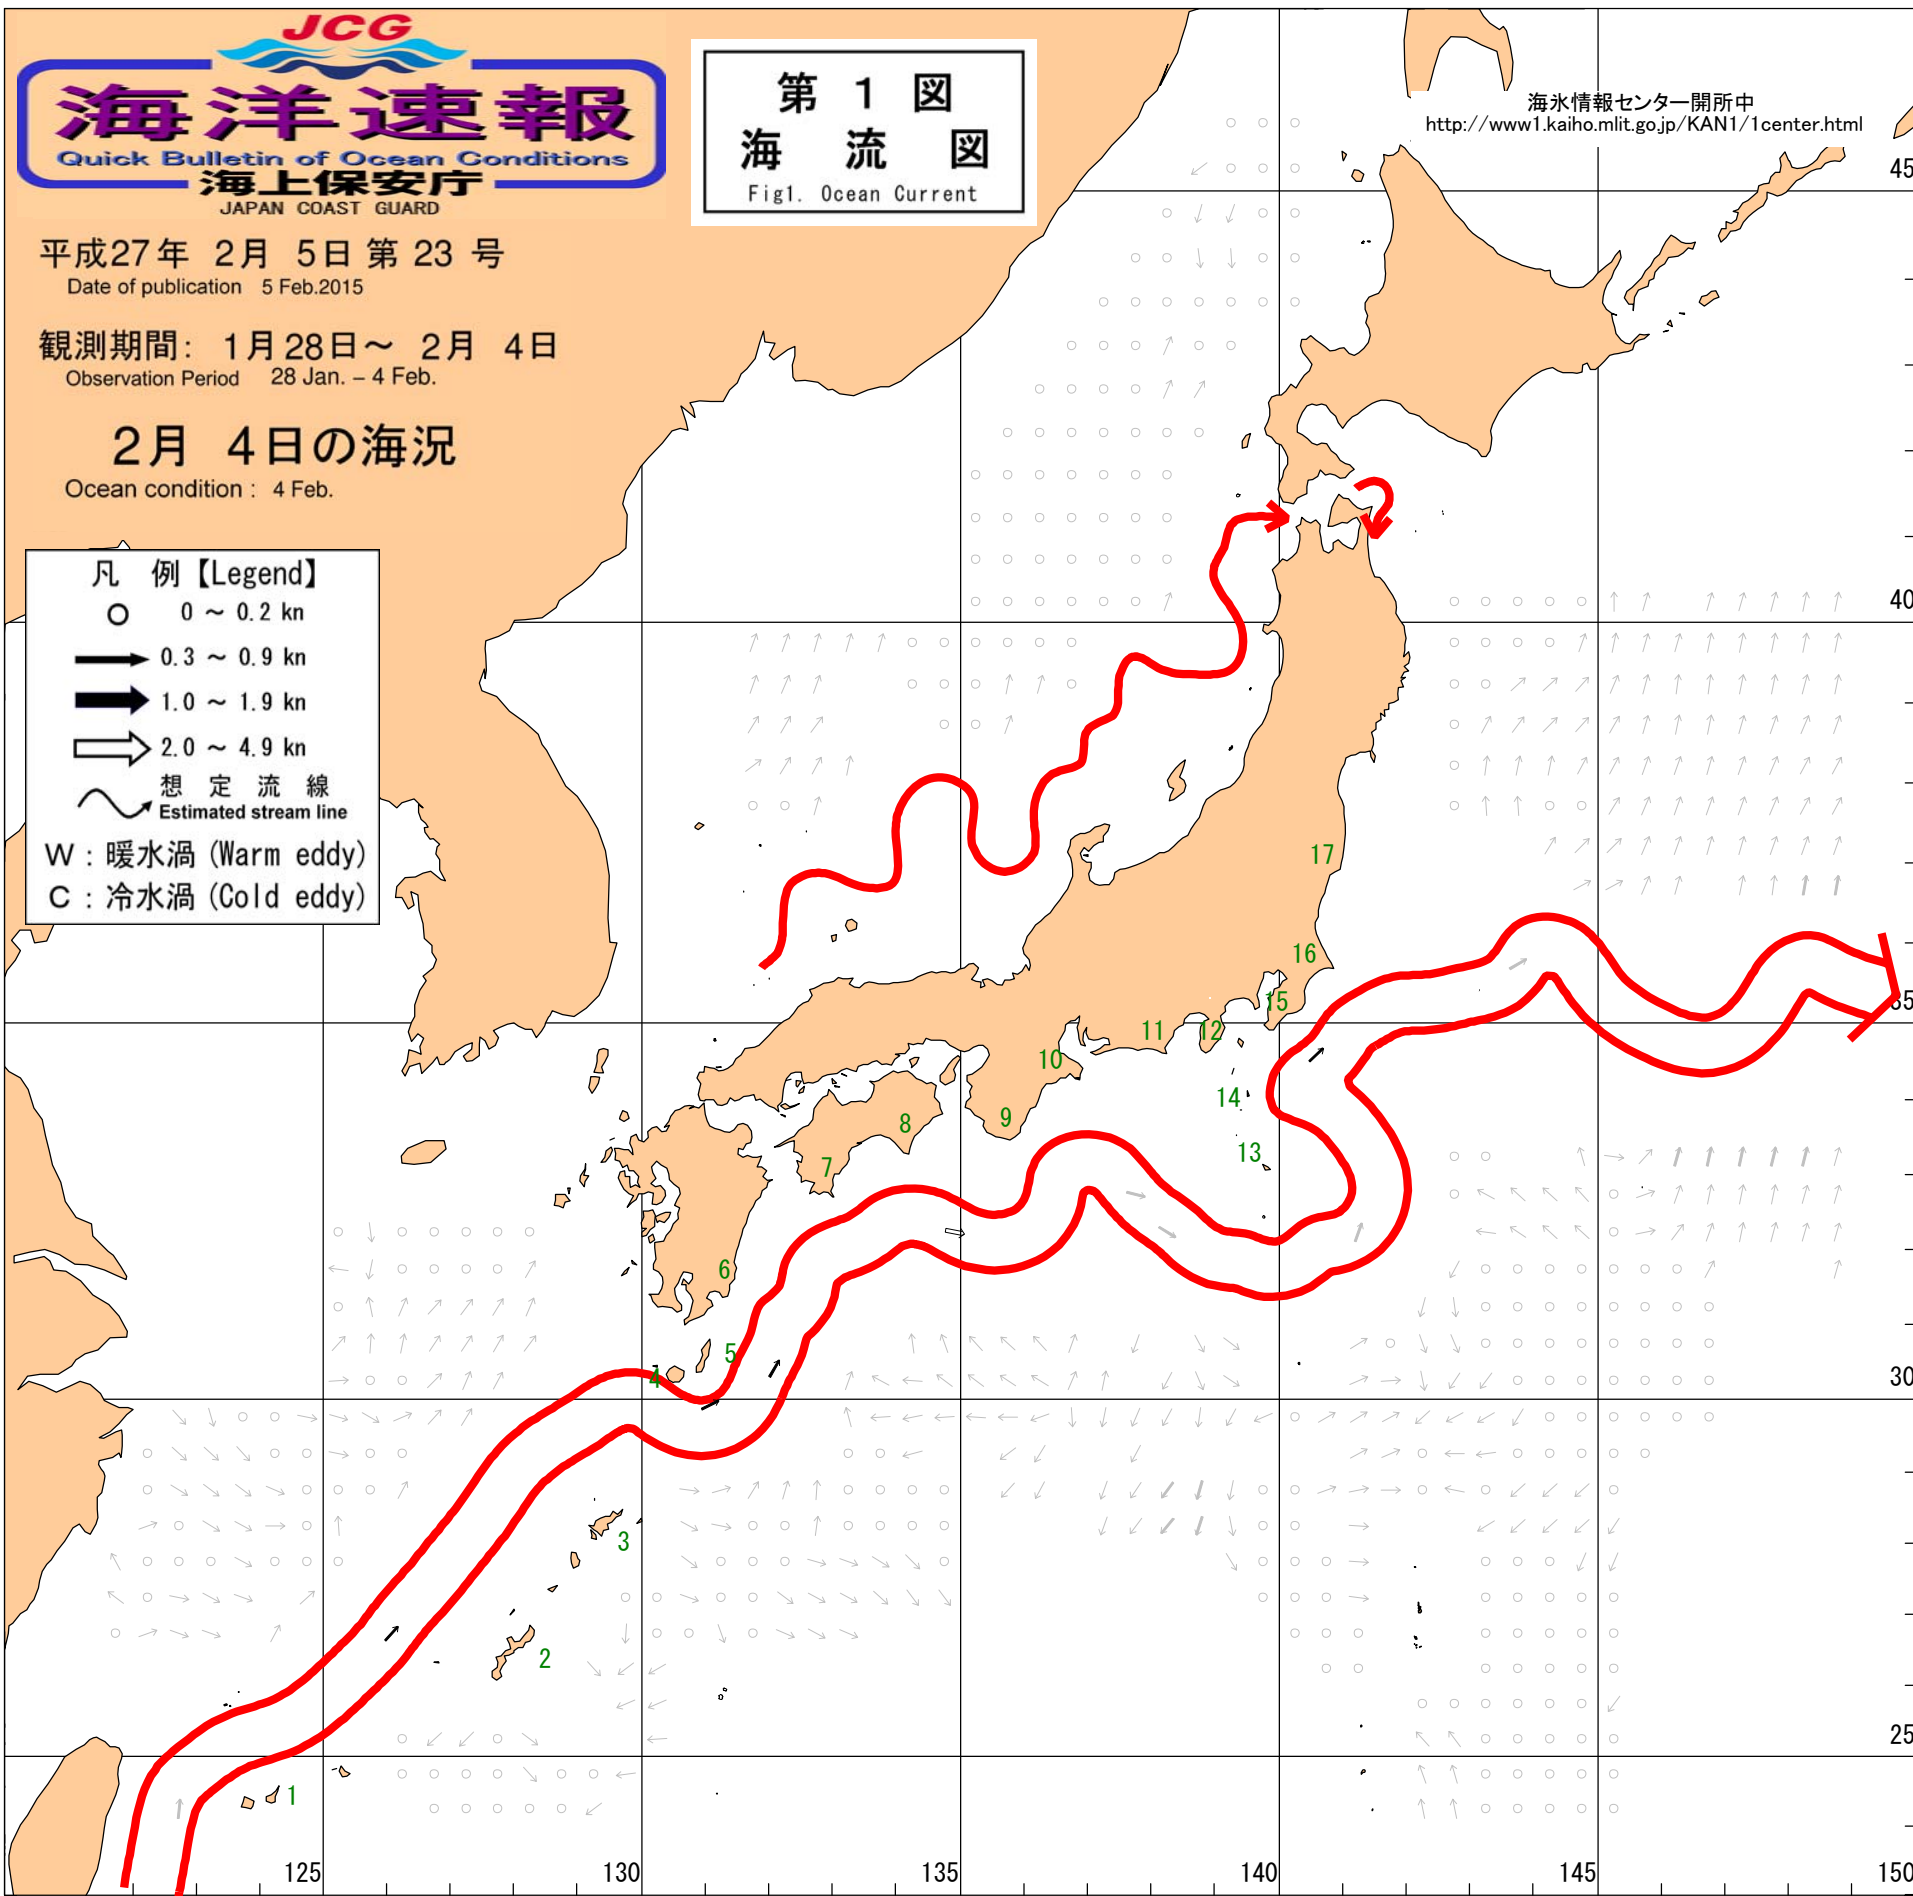 JCG
海洋速報
Quick Bulletin of Ocean Conditions
海上保安庁
JAPAN COAST GUARD
第 1 図
海 流 図
Fig1. Ocean Current
海氷情報センター開所中
http://www1.kaiho.mlit.go.jp/KAN1/1center.html
平成27年 2月 5日 第 23 号
Date of publication 5 Feb.2015
観測期間: 1月28日～ 2月 4日
Observation Period 28 Jan. – 4 Feb.
2月 4日の海況
Ocean condition : 4 Feb.
凡 例【Legend】
0 ～ 0.2 kn
0.3 ～ 0.9 kn
1.0 ～ 1.9 kn
2.0 ～ 4.9 kn
想 定 流 線
Estimated stream line
W : 暖水渦 (Warm eddy)
C : 冷水渦 (Cold eddy)
45
40
17
16
35
15
12
11
10
14
9
8
13
7
6
5
4
30
3
2
25
1
125
130
135
140
145
150